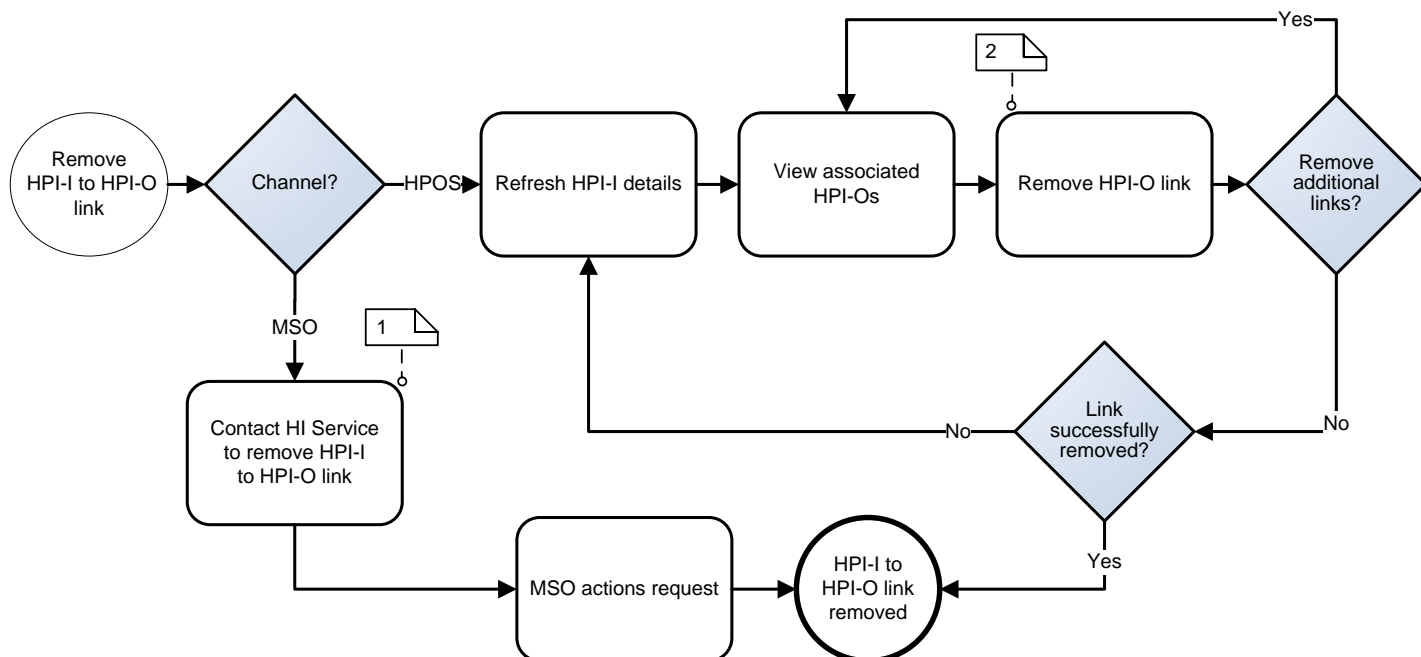 Yes
2
Remove
HPI-I to HPI-O
link
Channel?
HPOS
Refresh HPI-I details
View associated
HPI-Os
Remove HPI-O link
Remove
additional
links?
MSO
1
Contact HI Service
to remove HPI-I
to HPI-O link
No
Link
successfully
removed?
No
MSO actions request
HPI-I to
HPI-O link
removed
Yes